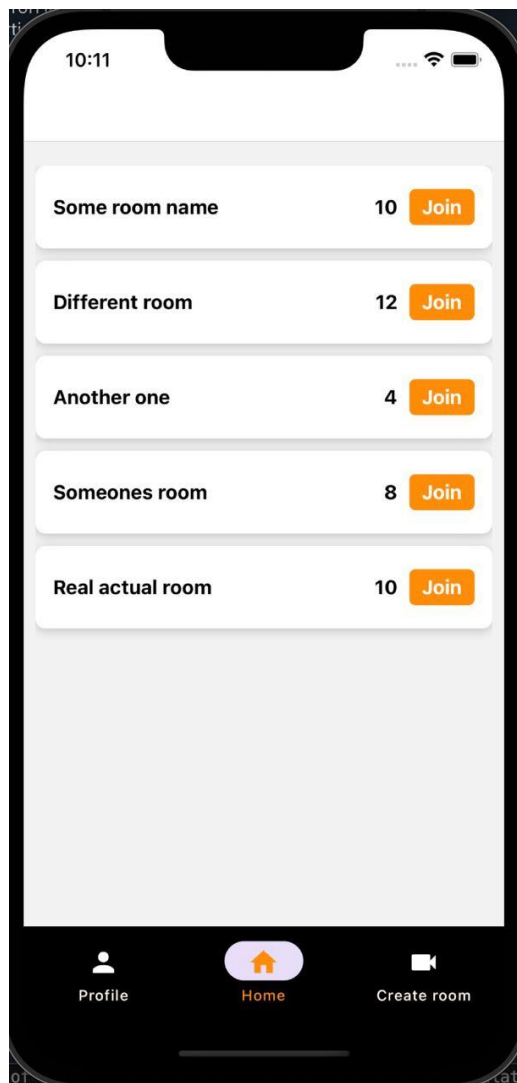 10:11
Some room name 10 Join
Different room 12 Join
Another one 4 Join
Someones room 8 Join
Real actual room 10 Join
Profile Home Create room